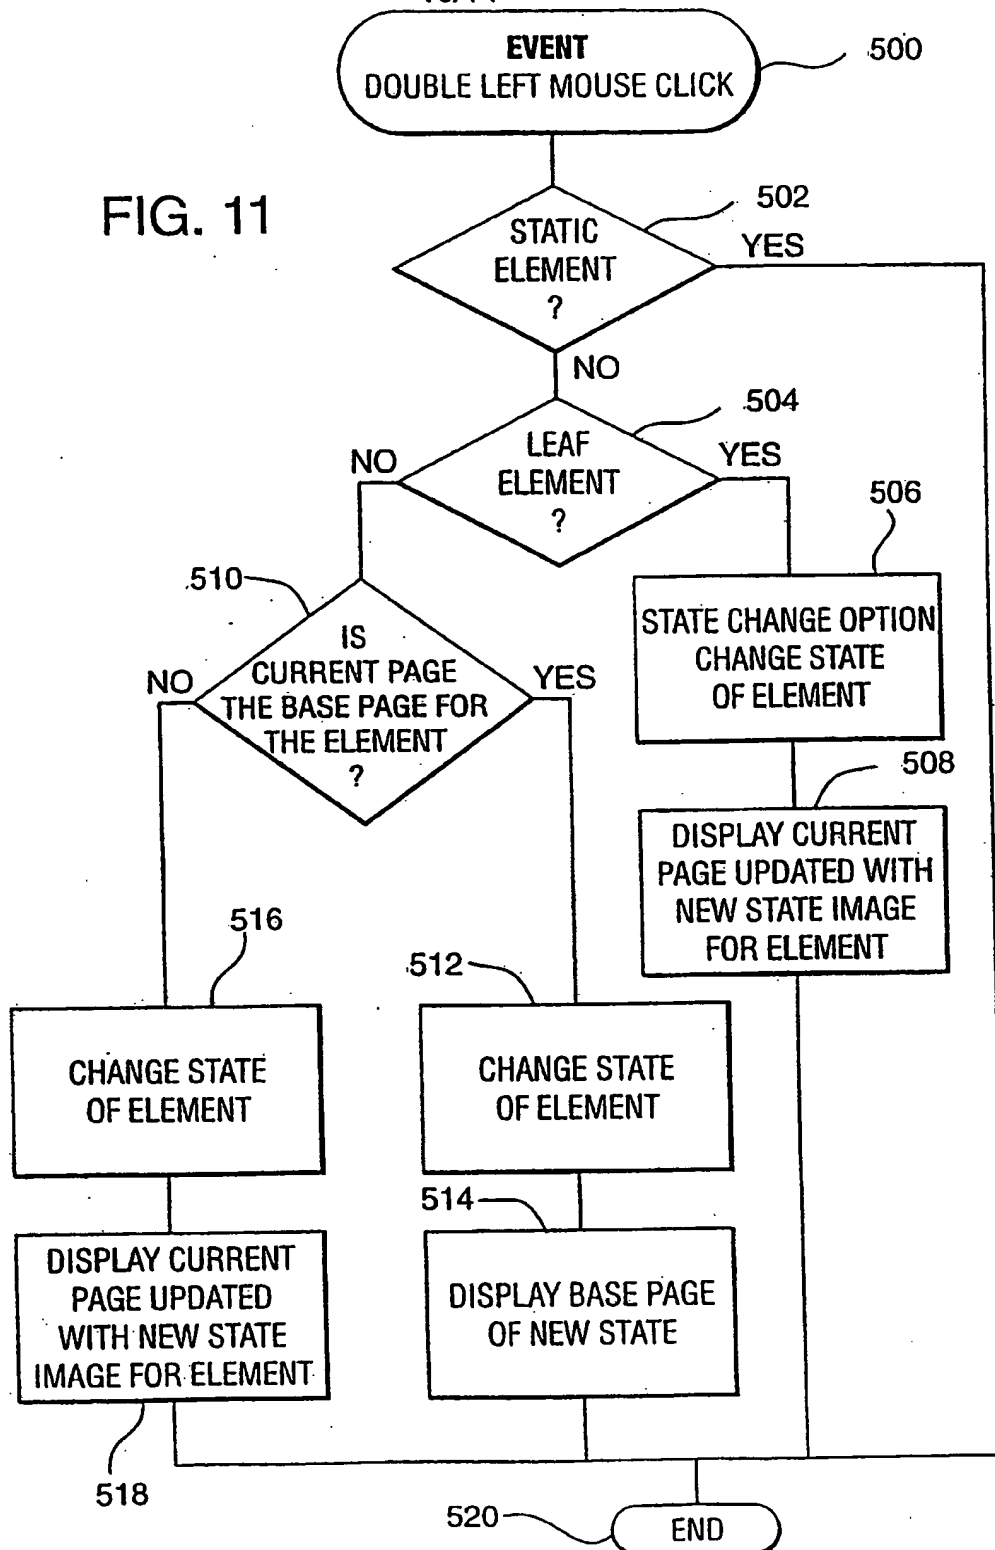 EVENT
DOUBLE LEFT MOUSE CLICK
500
FIG. 11
502
STATIC
ELEMENT
?
YES
NO
504
LEAF
ELEMENT
?
NO
YES
506
STATE CHANGE OPTION
CHANGE STATE
OF ELEMENT
510
IS
CURRENT PAGE
THE BASE PAGE FOR
THE ELEMENT
?
NO
YES
508
DISPLAY CURRENT
PAGE UPDATED WITH
NEW STATE IMAGE
FOR ELEMENT
516
CHANGE STATE
OF ELEMENT
512
CHANGE STATE
OF ELEMENT
514
DISPLAY BASE PAGE
OF NEW STATE
DISPLAY CURRENT
PAGE UPDATED
WITH NEW STATE
IMAGE FOR ELEMENT
518
520
END